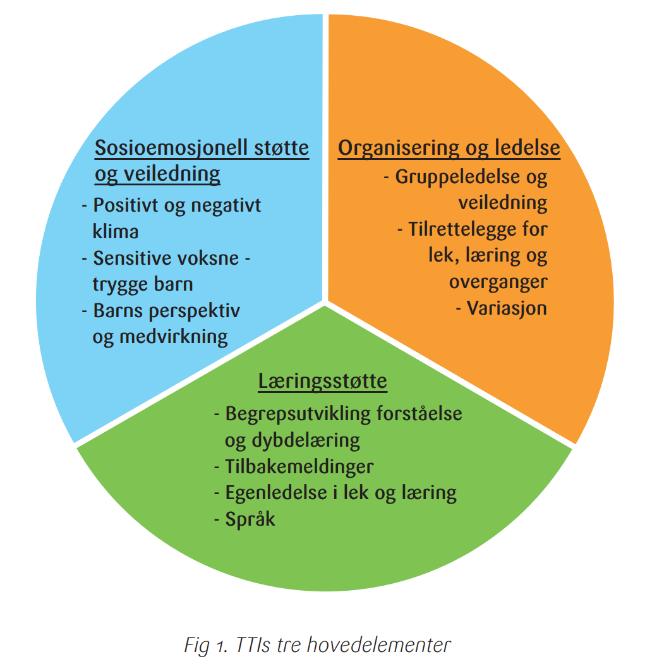 Sosioemosjonell støtte
og veiledning
- Positivt og negativt
klima
- Sensitive voksne -
trygge barn
- Barns perspektiv
og medvirkning
Organisering og ledelse
- Gruppeledelse og
veiledning
- Tilrettelegge for
lek, læring og
overganger
- Variasjon
Læringsstøtte
- Begrepsutvikling forståelse
og dybdelæring
- Tilbakemeldinger
- Egenledelse i lek og læring
- Språk
Fig 1. TTIs tre hovedelementer